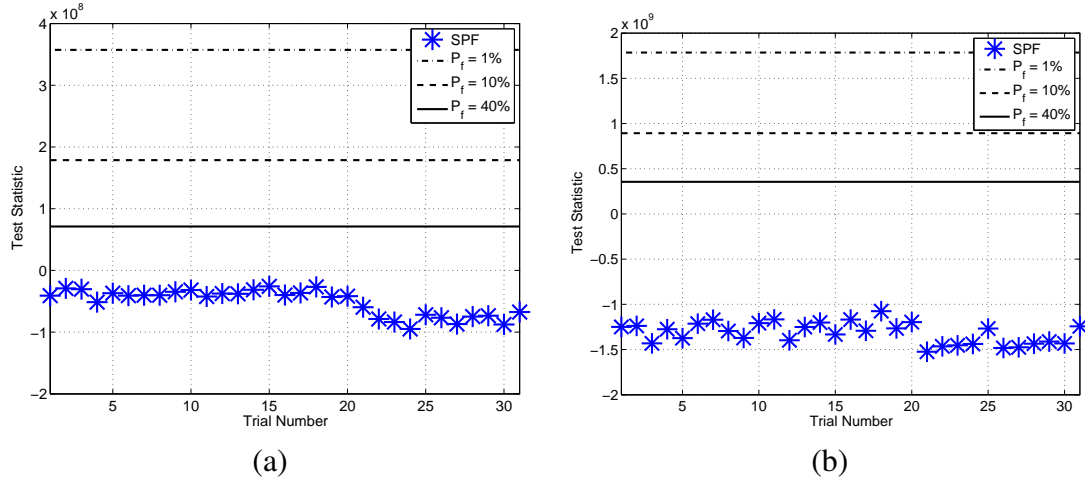 x 10^8
4
3
2
1
0
−1
−2
5 10 15 20 25 30
Test Statistic
Trial Number
SPF
P_f = 1%
P_f = 10%
P_f = 40%
(a)
x 10^9
2
1.5
1
0.5
0
−0.5
−1
−1.5
−2
5 10 15 20 25 30
Test Statistic
Trial Number
SPF
P_f = 1%
P_f = 10%
P_f = 40%
(b)